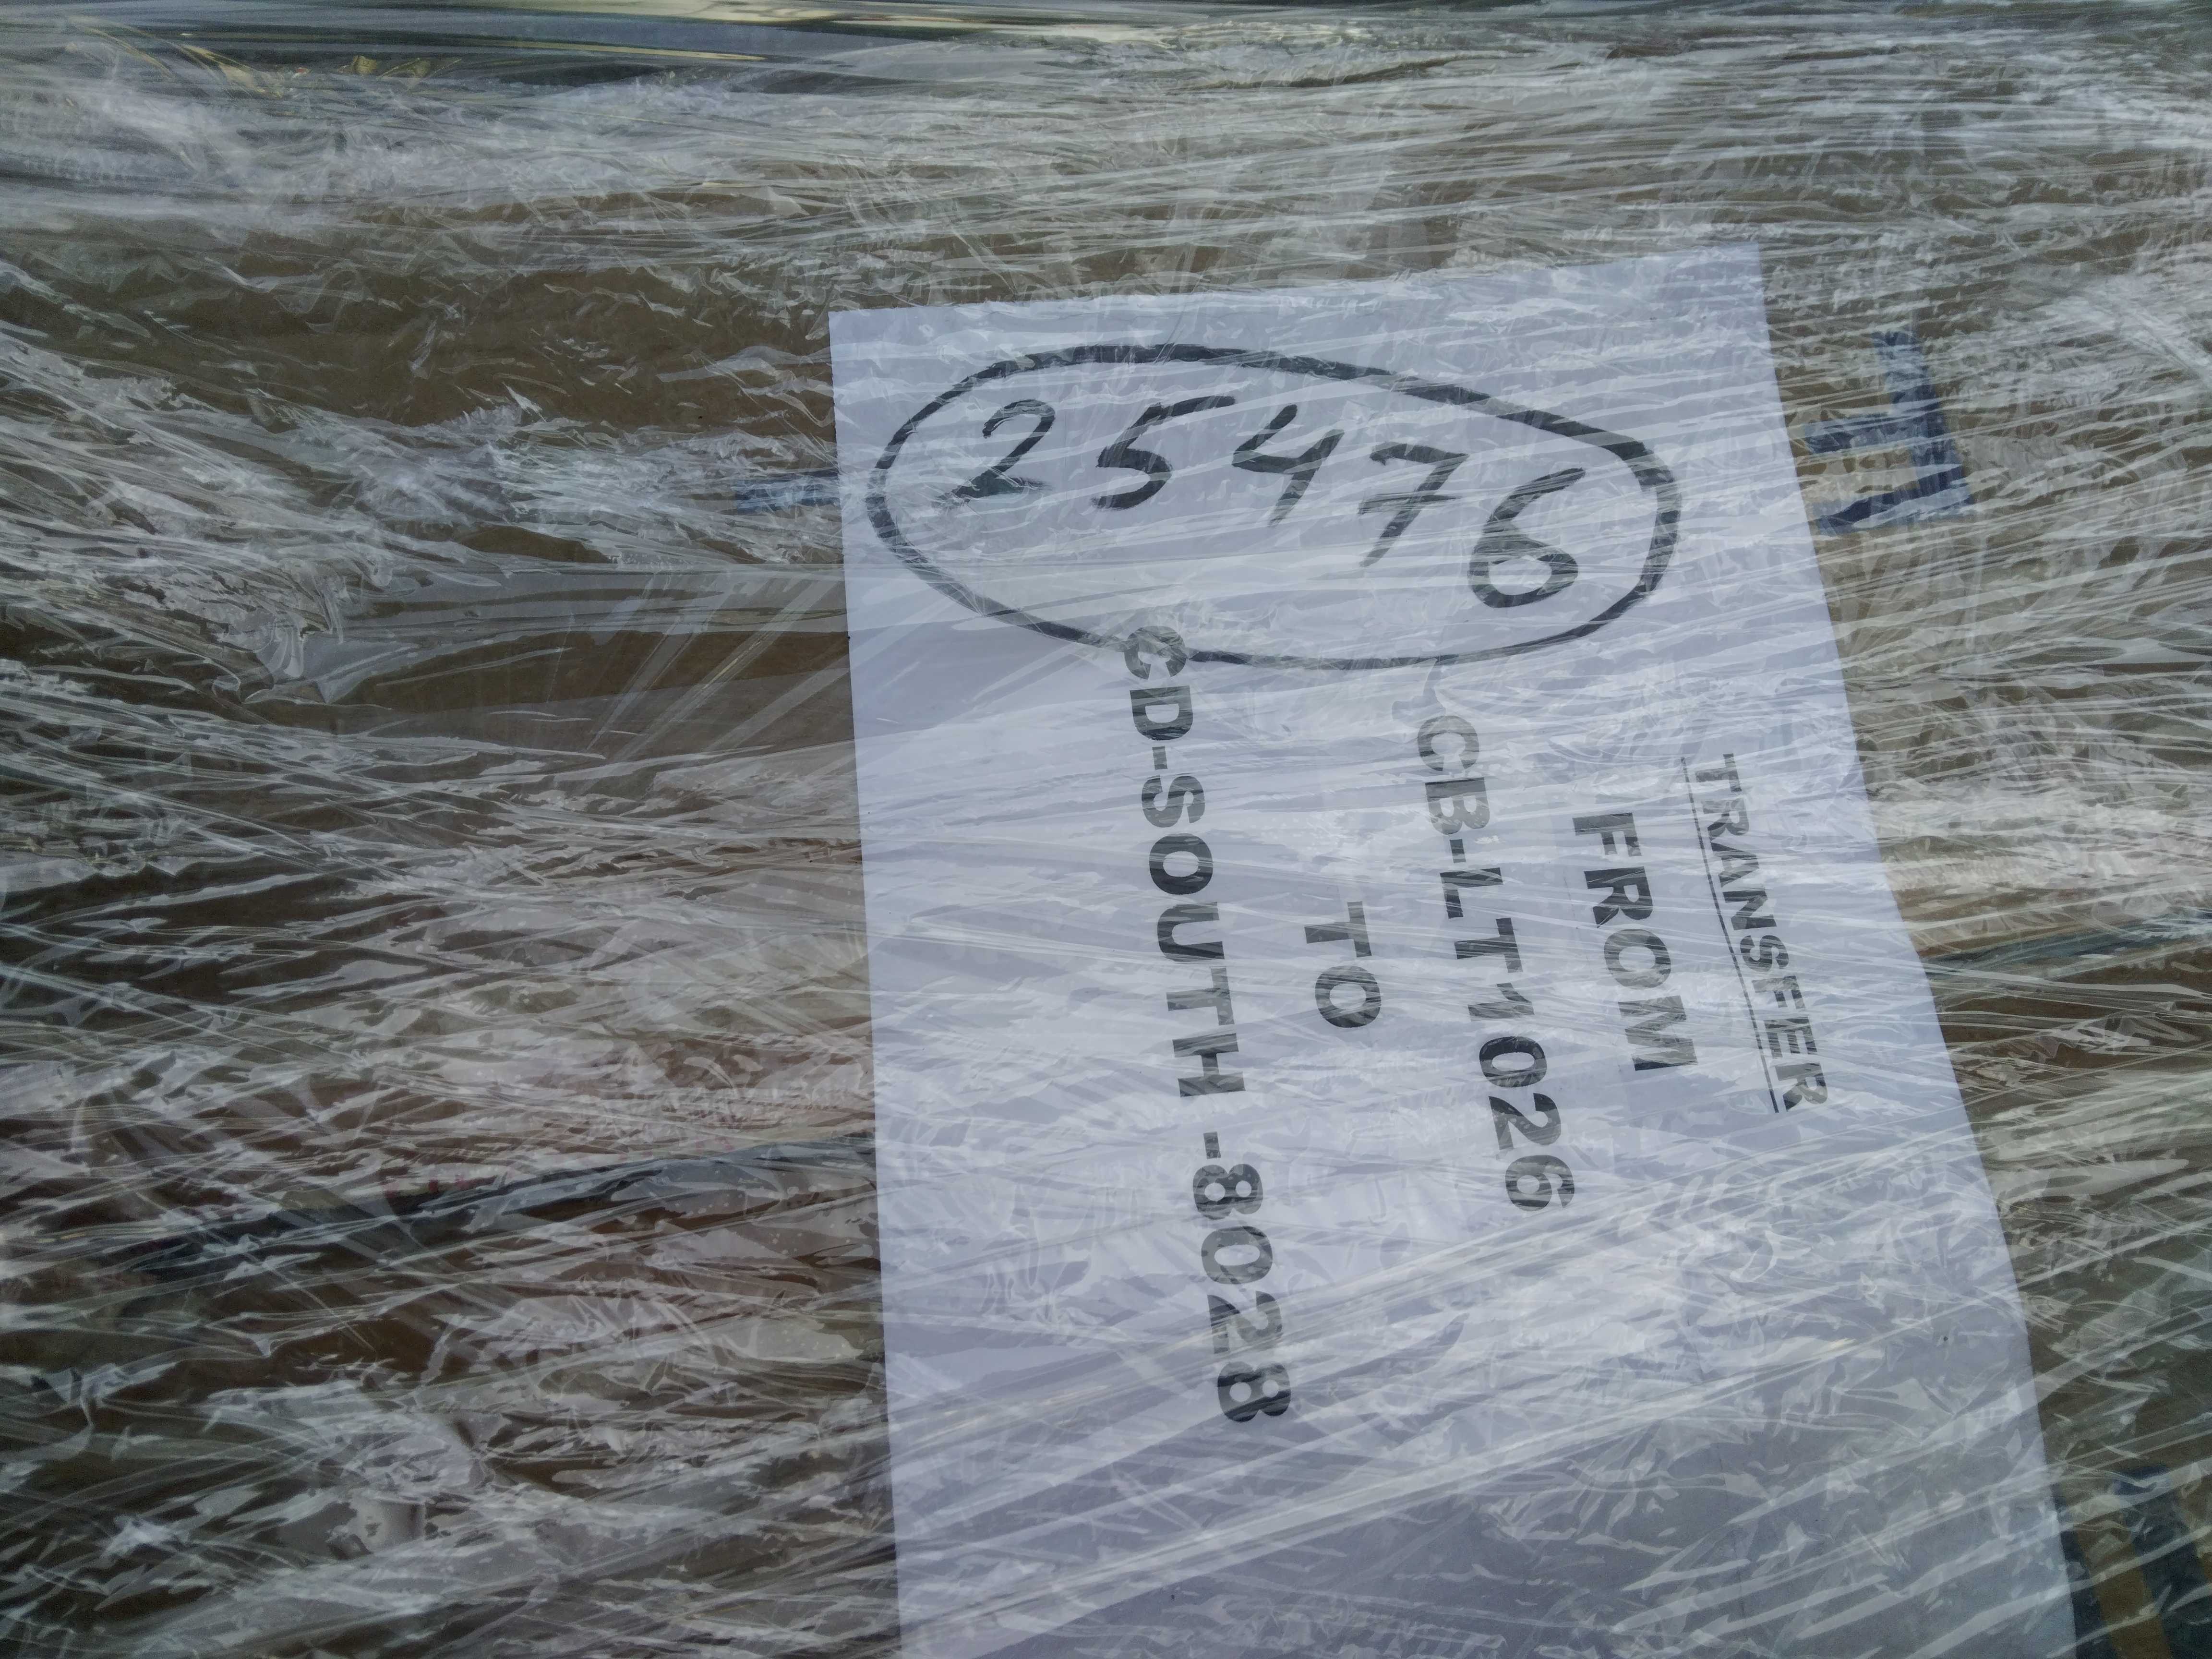 25476
TRANSFER
FROM
CB-LT1026
TO
CD-SOUTH-8028